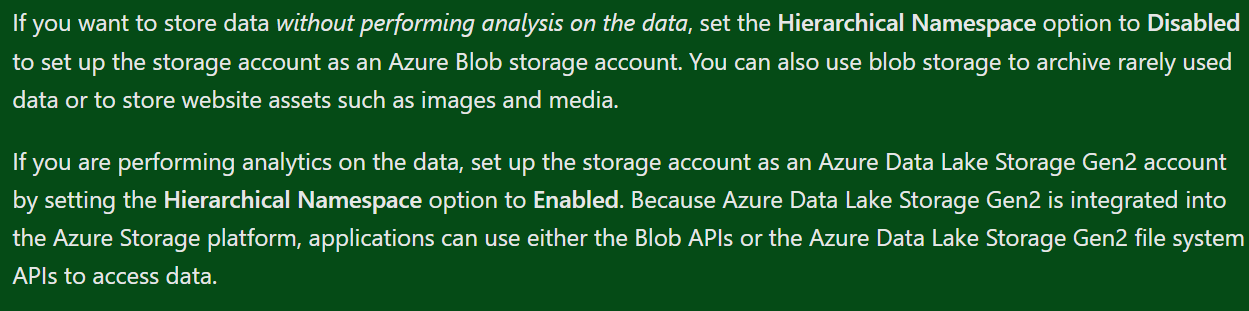 If you want to store data without performing analysis on the data, set the Hierarchical Namespace option to Disabled
to set up the storage account as an Azure Blob storage account. You can also use blob storage to archive rarely used
data or to store website assets such as images and media.
If you are performing analytics on the data, set up the storage account as an Azure Data Lake Storage Gen2 account
by setting the Hierarchical Namespace option to Enabled. Because Azure Data Lake Storage Gen2 is integrated into
the Azure Storage platform, applications can use either the Blob APIs or the Azure Data Lake Storage Gen2 file system
APIs to access data.